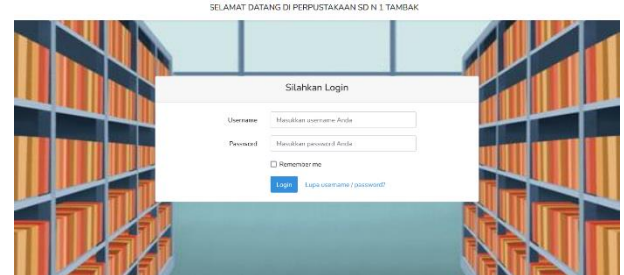 SELAMAT DATANG DI PERPUSTAKAAN SD N 1 TAMBAK
Silahkan Login
Username
Masukkan username Anda
Password
Masukkan password Anda
Remember me
Login Lupa username / password?